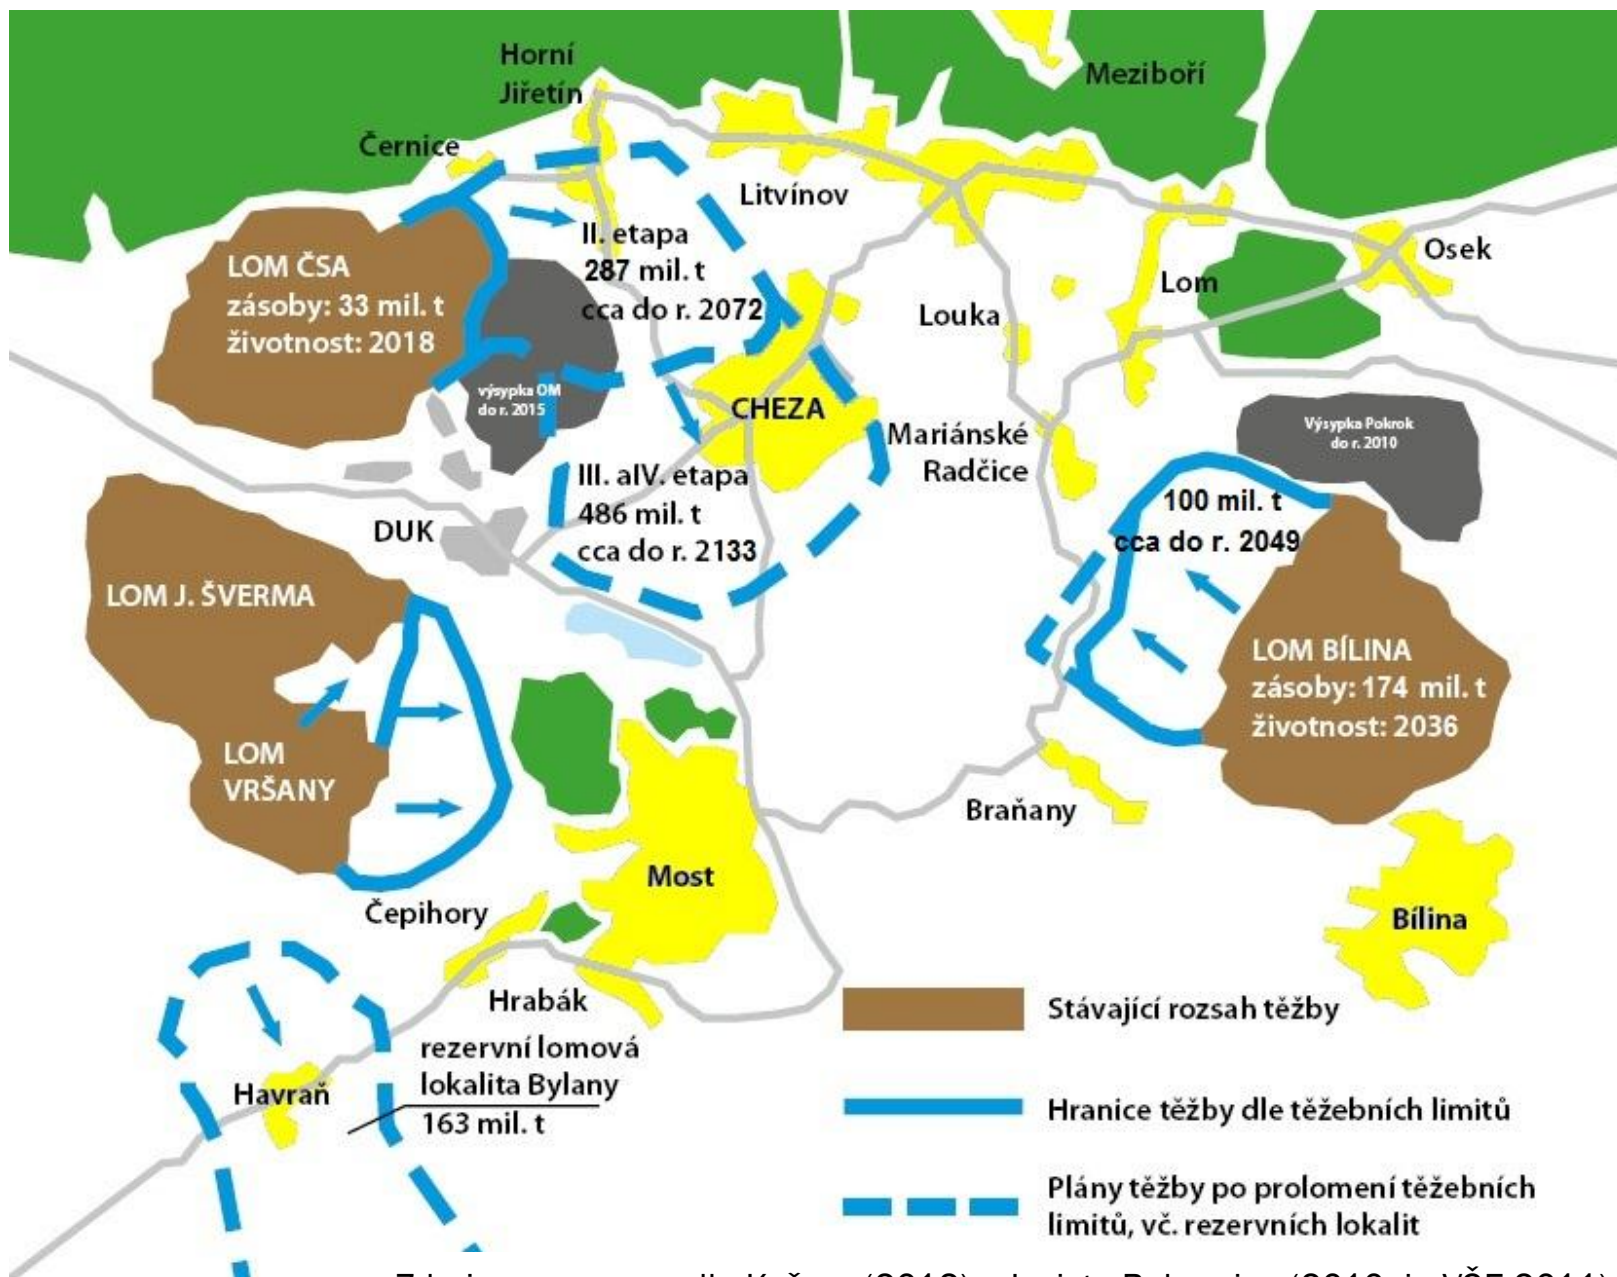 Horní
Jiřetín
Meziboří
Černice
Litvínov
II. etapa
287 mil. t
cca do r. 2072
LOM ČSA
zásoby: 33 mil. t
životnost: 2018
Osek
Lom
Louka
výsypka OM
do r. 2015
CHEZA
Mariánské
Radčice
Výsypka Pokrok
do r. 2010
III. aIV. etapa
486 mil. t
cca do r. 2133
100 mil. t
cca do r. 2049
DUK
LOM J. ŠVERMA
LOM BÍLINA
zásoby: 174 mil. t
životnost: 2036
LOM
VRŠANY
Braňany
Most
Čepihory
Bílina
Hrabák
rezervní lomová
lokalita Bylany
163 mil. t
Havraň
Stávající rozsah těžby
Hranice těžby dle těžebních limitů
Plány těžby po prolomení těžebních
limitů, vč. rezervních lokalit